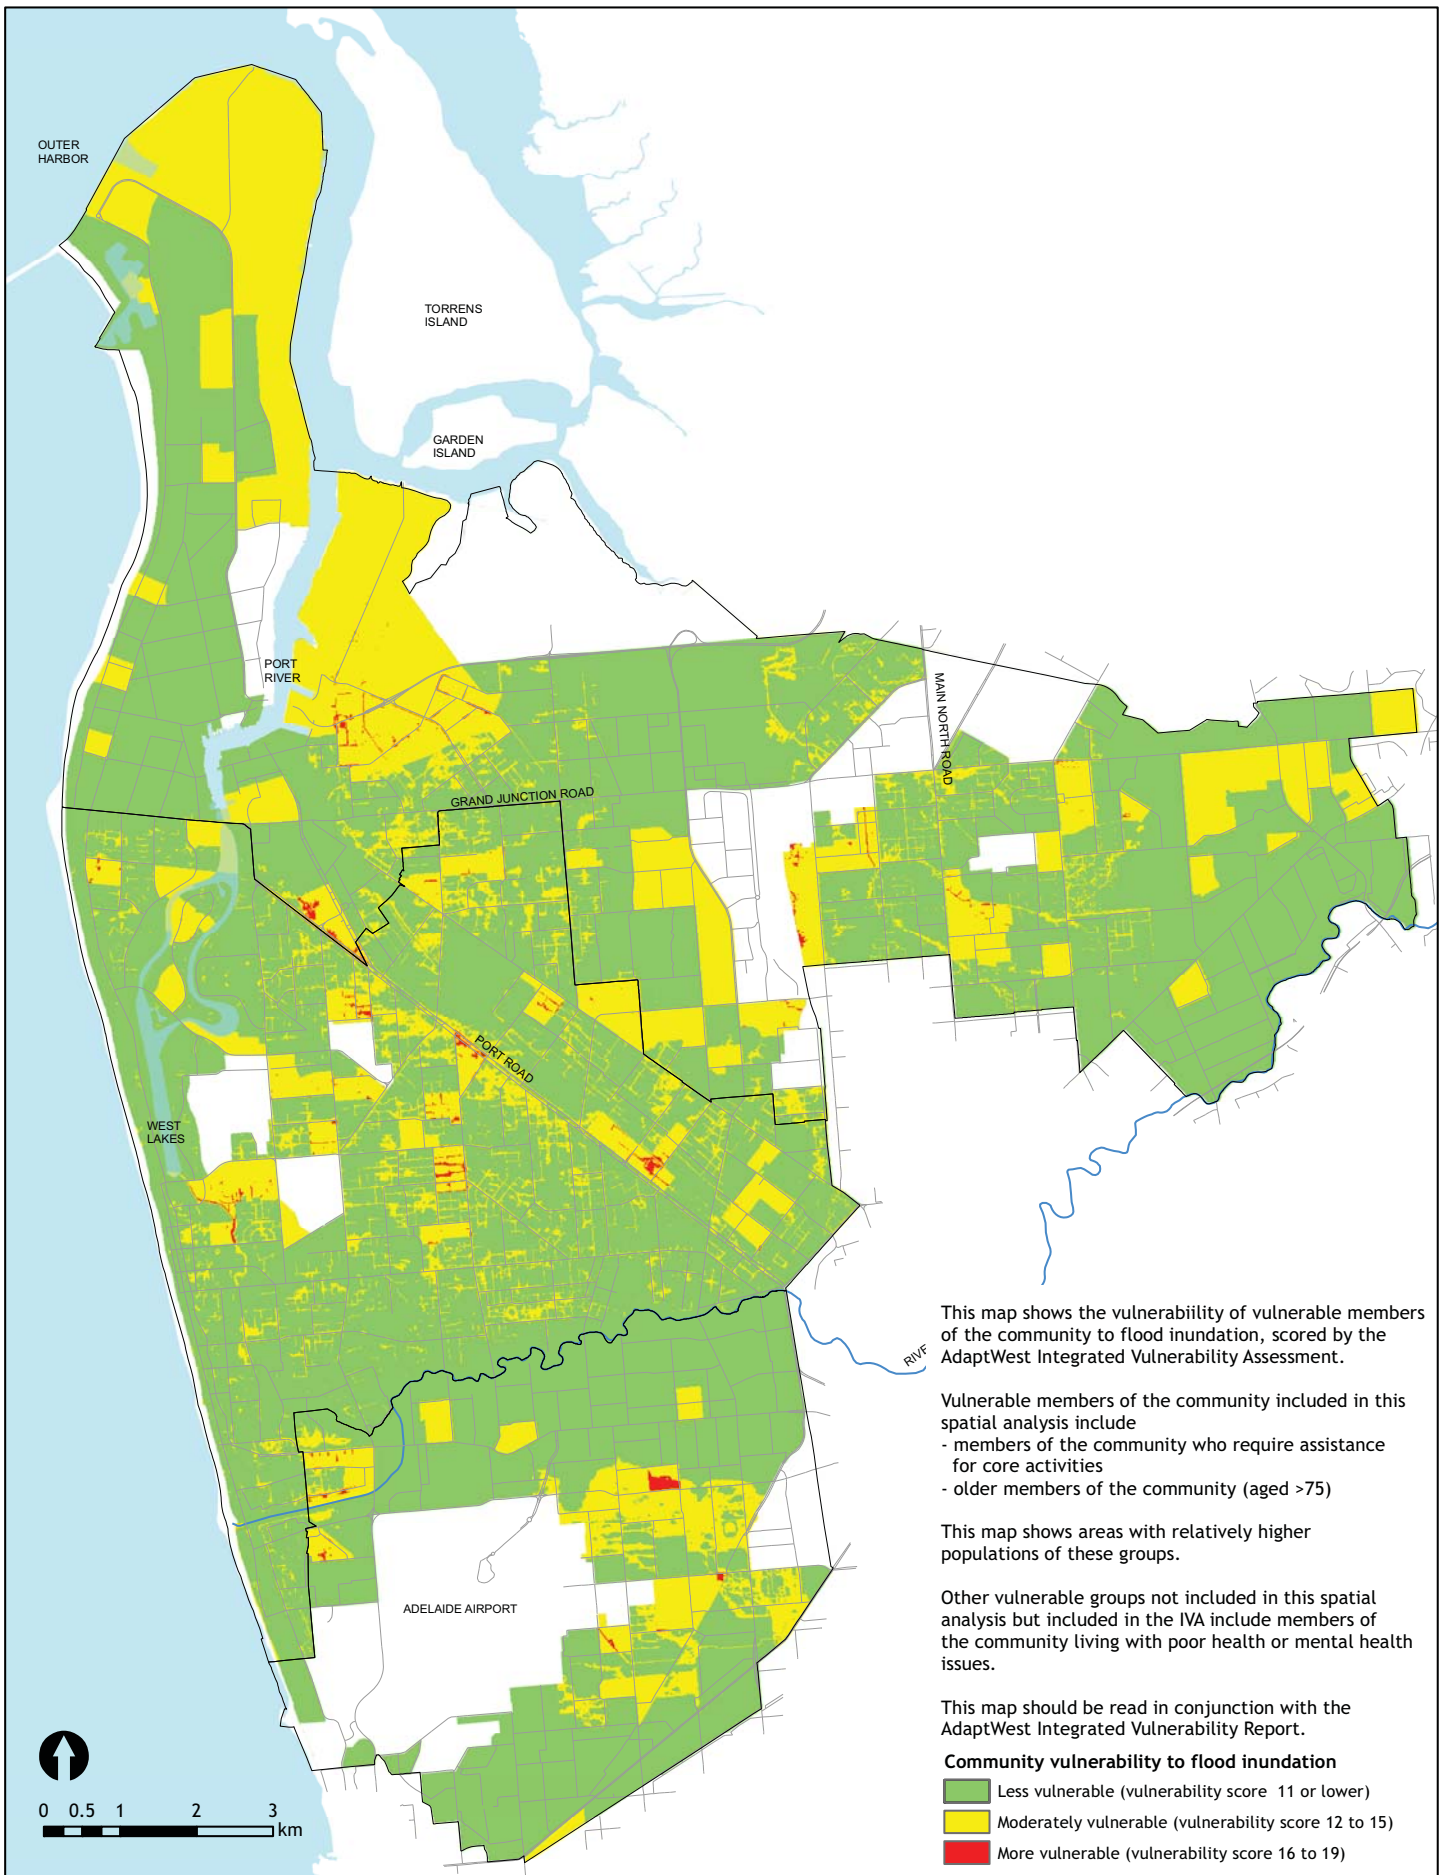 OUTER
HARBOR
TORRENS
ISLAND
GARDEN
ISLAND
PORT
RIVER
MAIN NORTH ROAD
GRAND JUNCTION ROAD
PORT ROAD
WEST
LAKES
This map shows the vulnerabiility of vulnerable members
of the community to flood inundation, scored by the
AdaptWest Integrated Vulnerability Assessment.
RIVE
Vulnerable members of the community included in this
spatial analysis include
- members of the community who require assistance
for core activities
- older members of the community (aged >75)
This map shows areas with relatively higher
populations of these groups.
ADELAIDE AIRPORT
Other vulnerable groups not included in this spatial
analysis but included in the IVA include members of
the community living with poor health or mental health
issues.
This map should be read in conjunction with the
AdaptWest Integrated Vulnerability Report.
Community vulnerability to flood inundation
Less vulnerable (vulnerability score 11 or lower)
Moderately vulnerable (vulnerability score 12 to 15)
More vulnerable (vulnerability score 16 to 19)
0 0.5 1 2 3
km